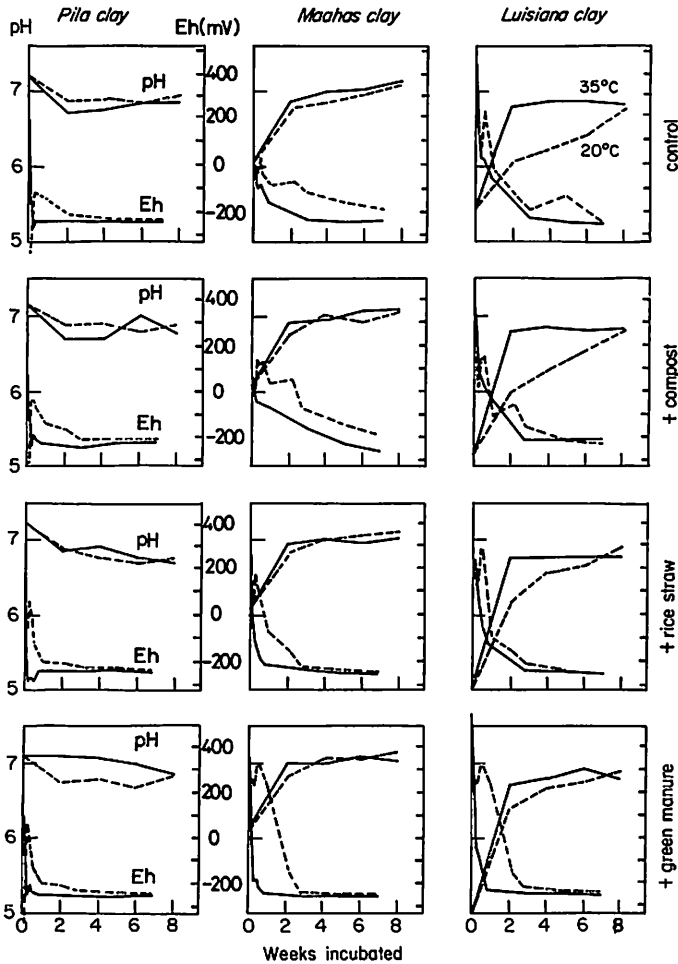 Pila clay Maahas clay Luisiana clay
pH Eh(mV)
7 pH 400 35°C
200
6 0 20°C
Eh -200
5
control
pH 400
7
200
6 0
Eh -200
5
+ compost
7 pH 400
200
6 0
Eh -200
5
+ rice straw
pH 400
7
200
6 0
Eh -200
5
+ green manure
0 2 4 6 8 0 2 4 6 8 0 2 4 6 8
Weeks incubated